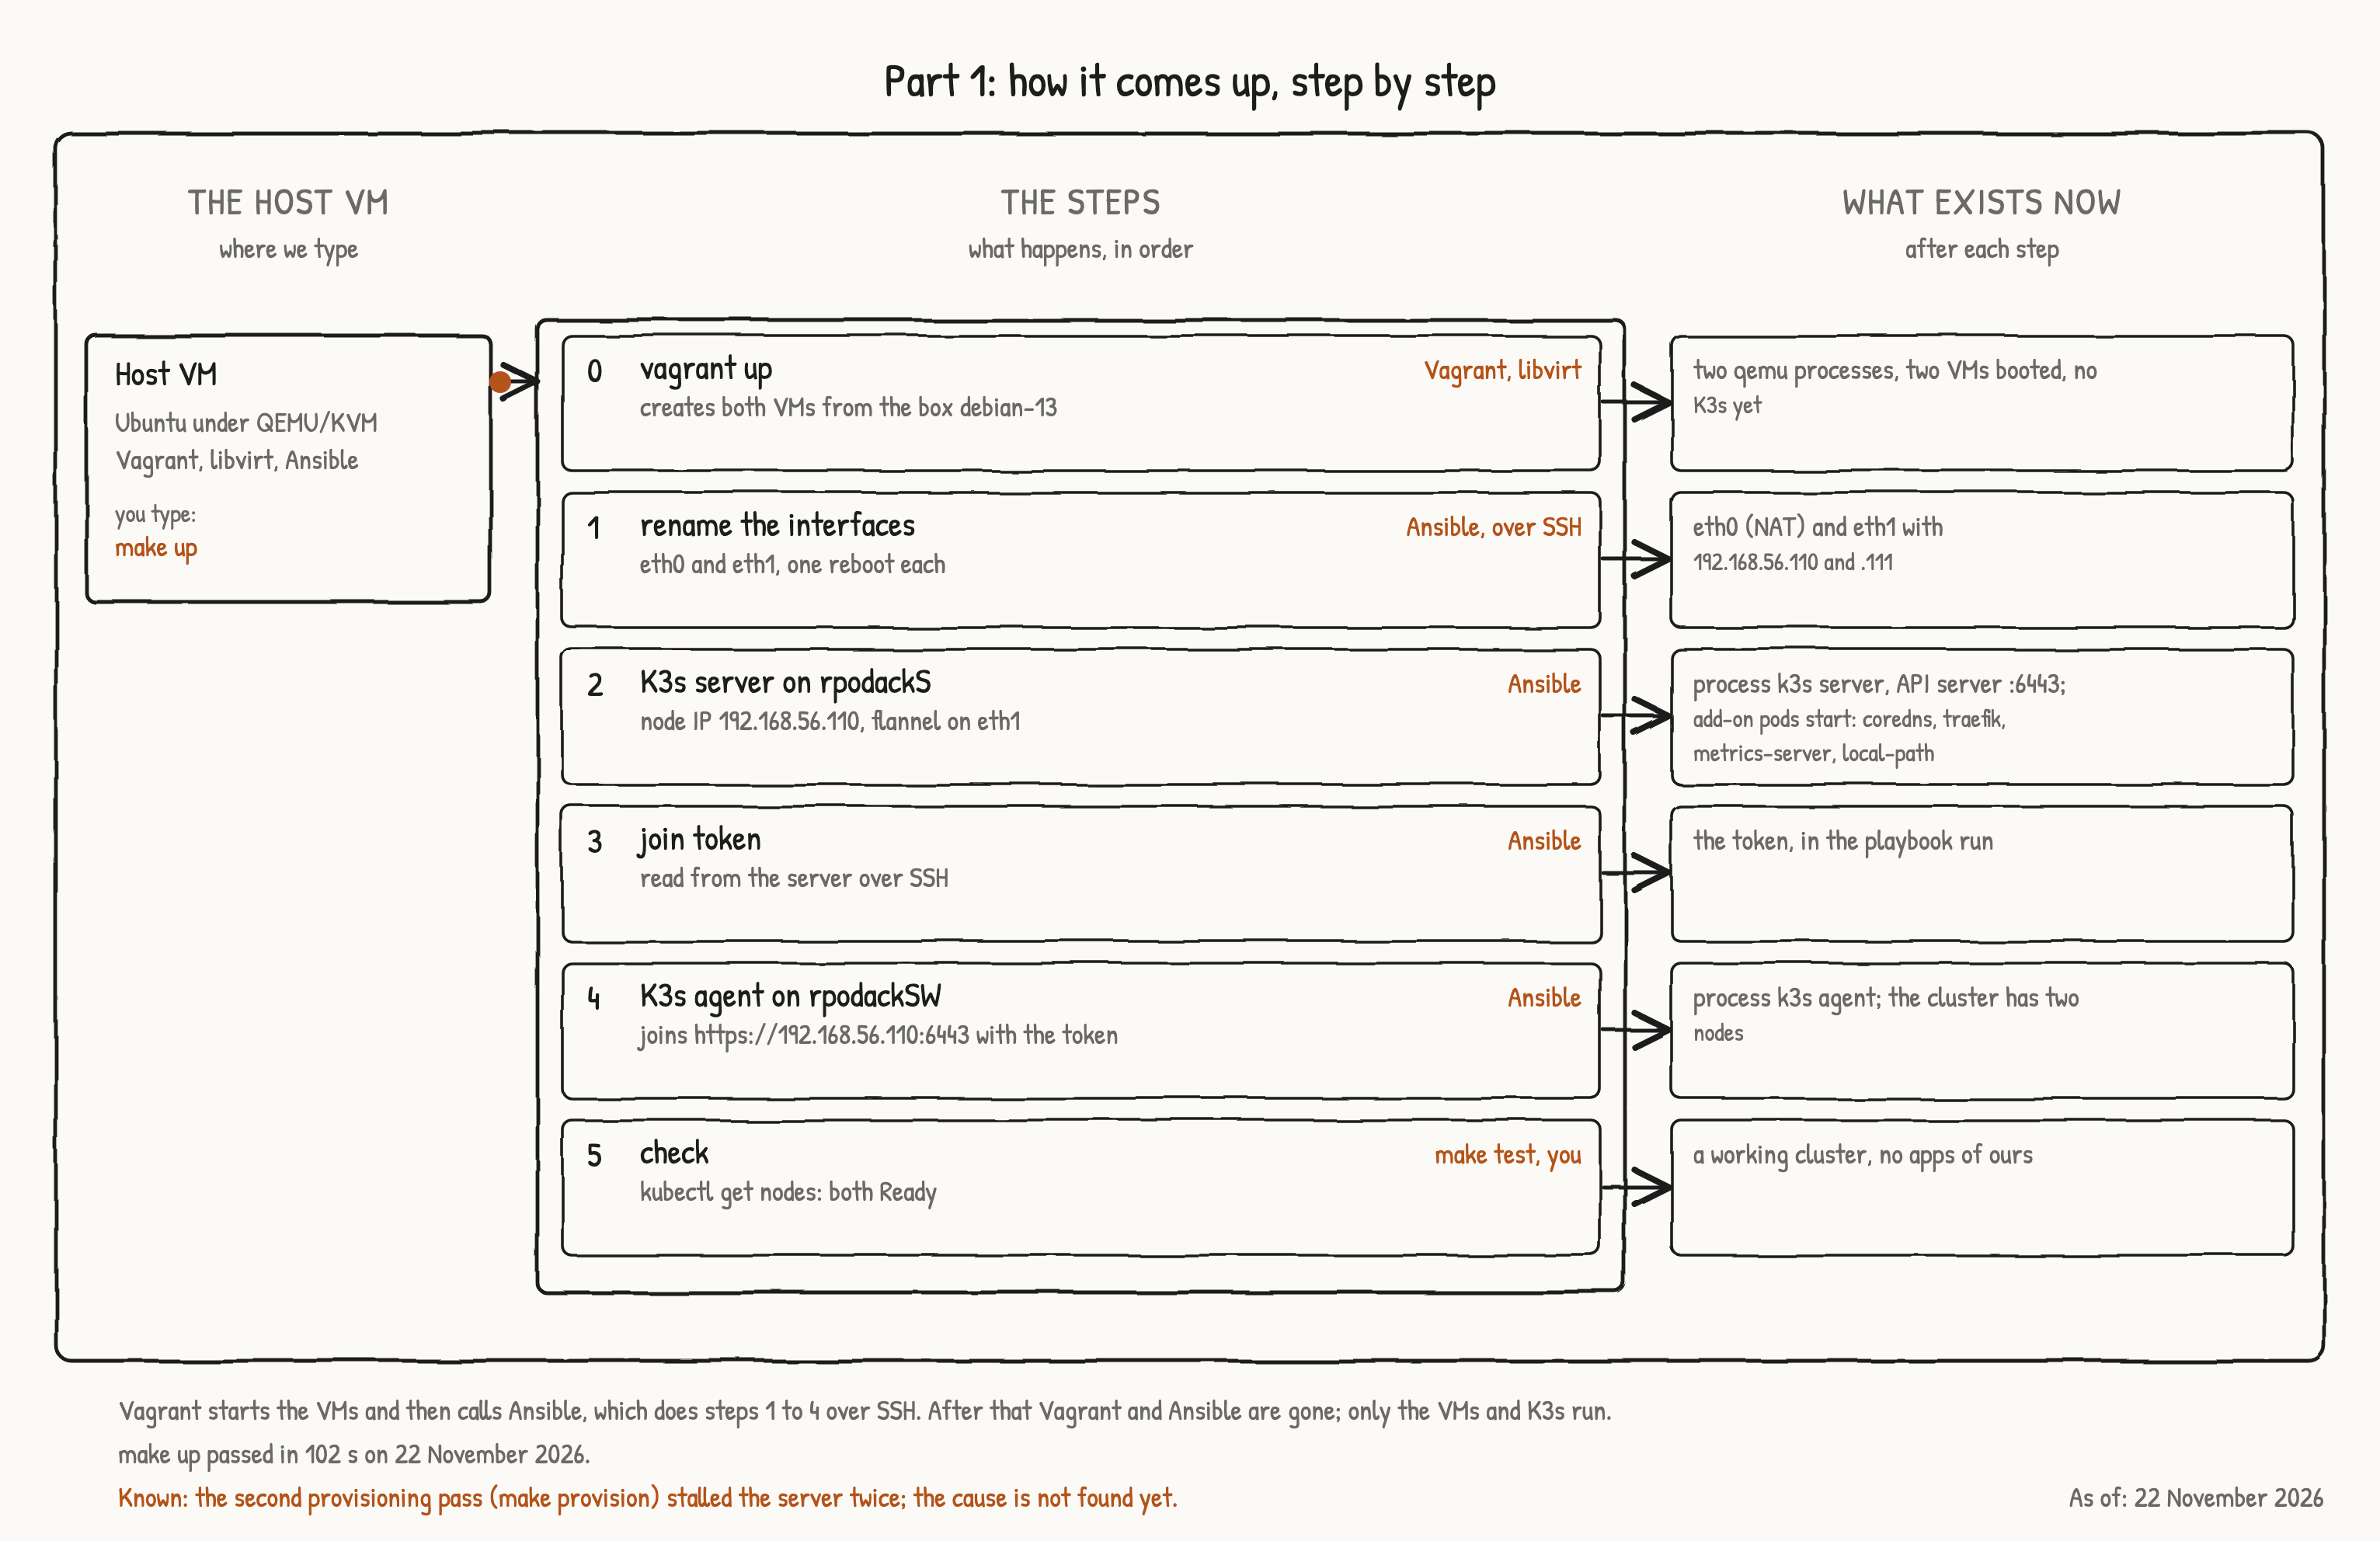 Part 1: how it comes up, step by step
THE HOST VM
where we type
THE STEPS
what happens, in order
WHAT EXISTS NOW
after each step
Host VM
Ubuntu under QEMU/KVM
Vagrant, libvirt, Ansible
you type:
make up
0 vagrant up Vagrant, libvirt
creates both VMs from the box debian-13
two qemu processes, two VMs booted, no
K3s yet
1 rename the interfaces Ansible, over SSH
eth0 and eth1, one reboot each
eth0 (NAT) and eth1 with
192.168.56.110 and .111
2 K3s server on rpodackS Ansible
node IP 192.168.56.110, flannel on eth1
process k3s server, API server :6443;
add-on pods start: coredns, traefik,
metrics-server, local-path
3 join token Ansible
read from the server over SSH
the token, in the playbook run
4 K3s agent on rpodackSW Ansible
joins https://192.168.56.110:6443 with the token
process k3s agent; the cluster has two
nodes
5 check make test, you
kubectl get nodes: both Ready
a working cluster, no apps of ours
Vagrant starts the VMs and then calls Ansible, which does steps 1 to 4 over SSH. After that Vagrant and Ansible are gone; only the VMs and K3s run.
make up passed in 102 s on 22 November 2026.
Known: the second provisioning pass (make provision) stalled the server twice; the cause is not found yet.
As of: 22 November 2026